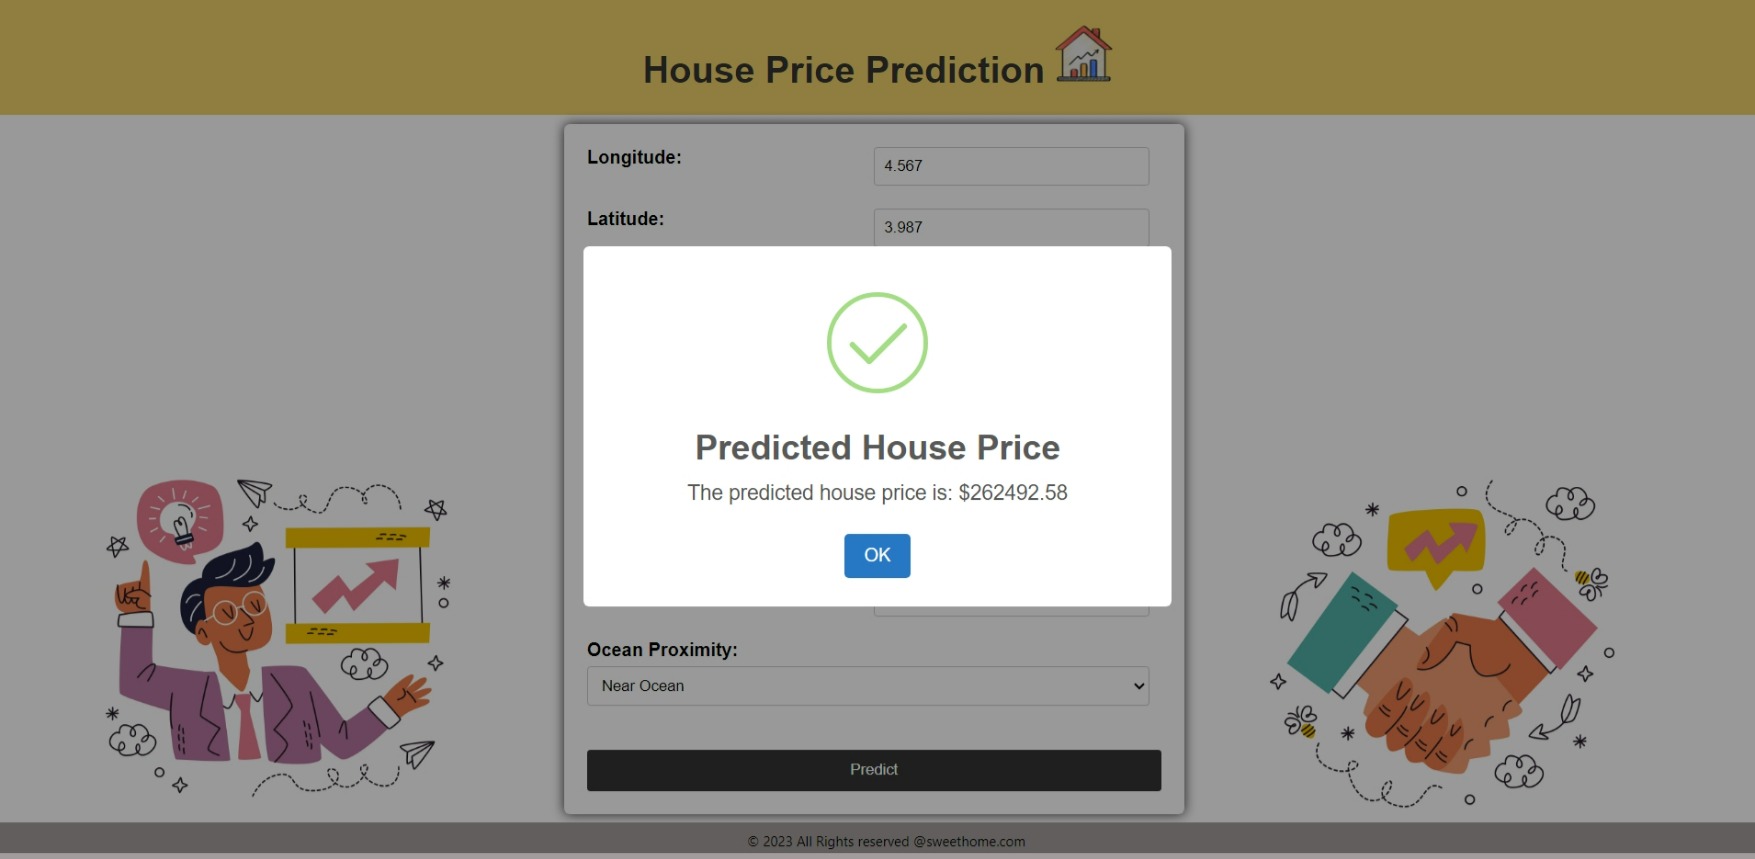 House Price Prediction
Longitude:
4.567
Latitude:
3.987
Predicted House Price
The predicted house price is: $262492.58
OK
Ocean Proximity:
Near Ocean
Predict
© 2023 All Rights reserved @sweethome.com